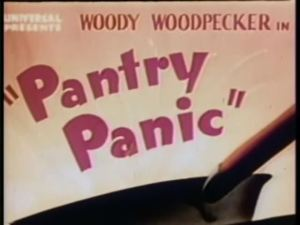 UNIVERSAL
PRESENTS
WOODY WOODPECKER IN
"Pantry
Panic"